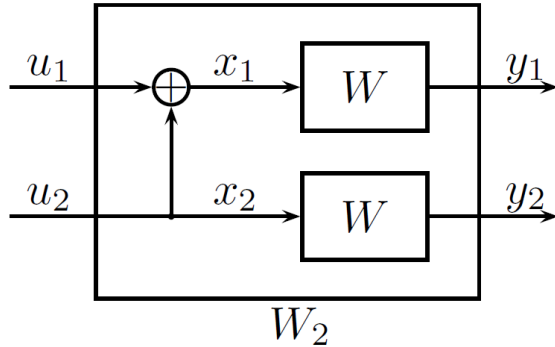 u₁ x₁ W y₁
u₂ x₂ W y₂
W₂